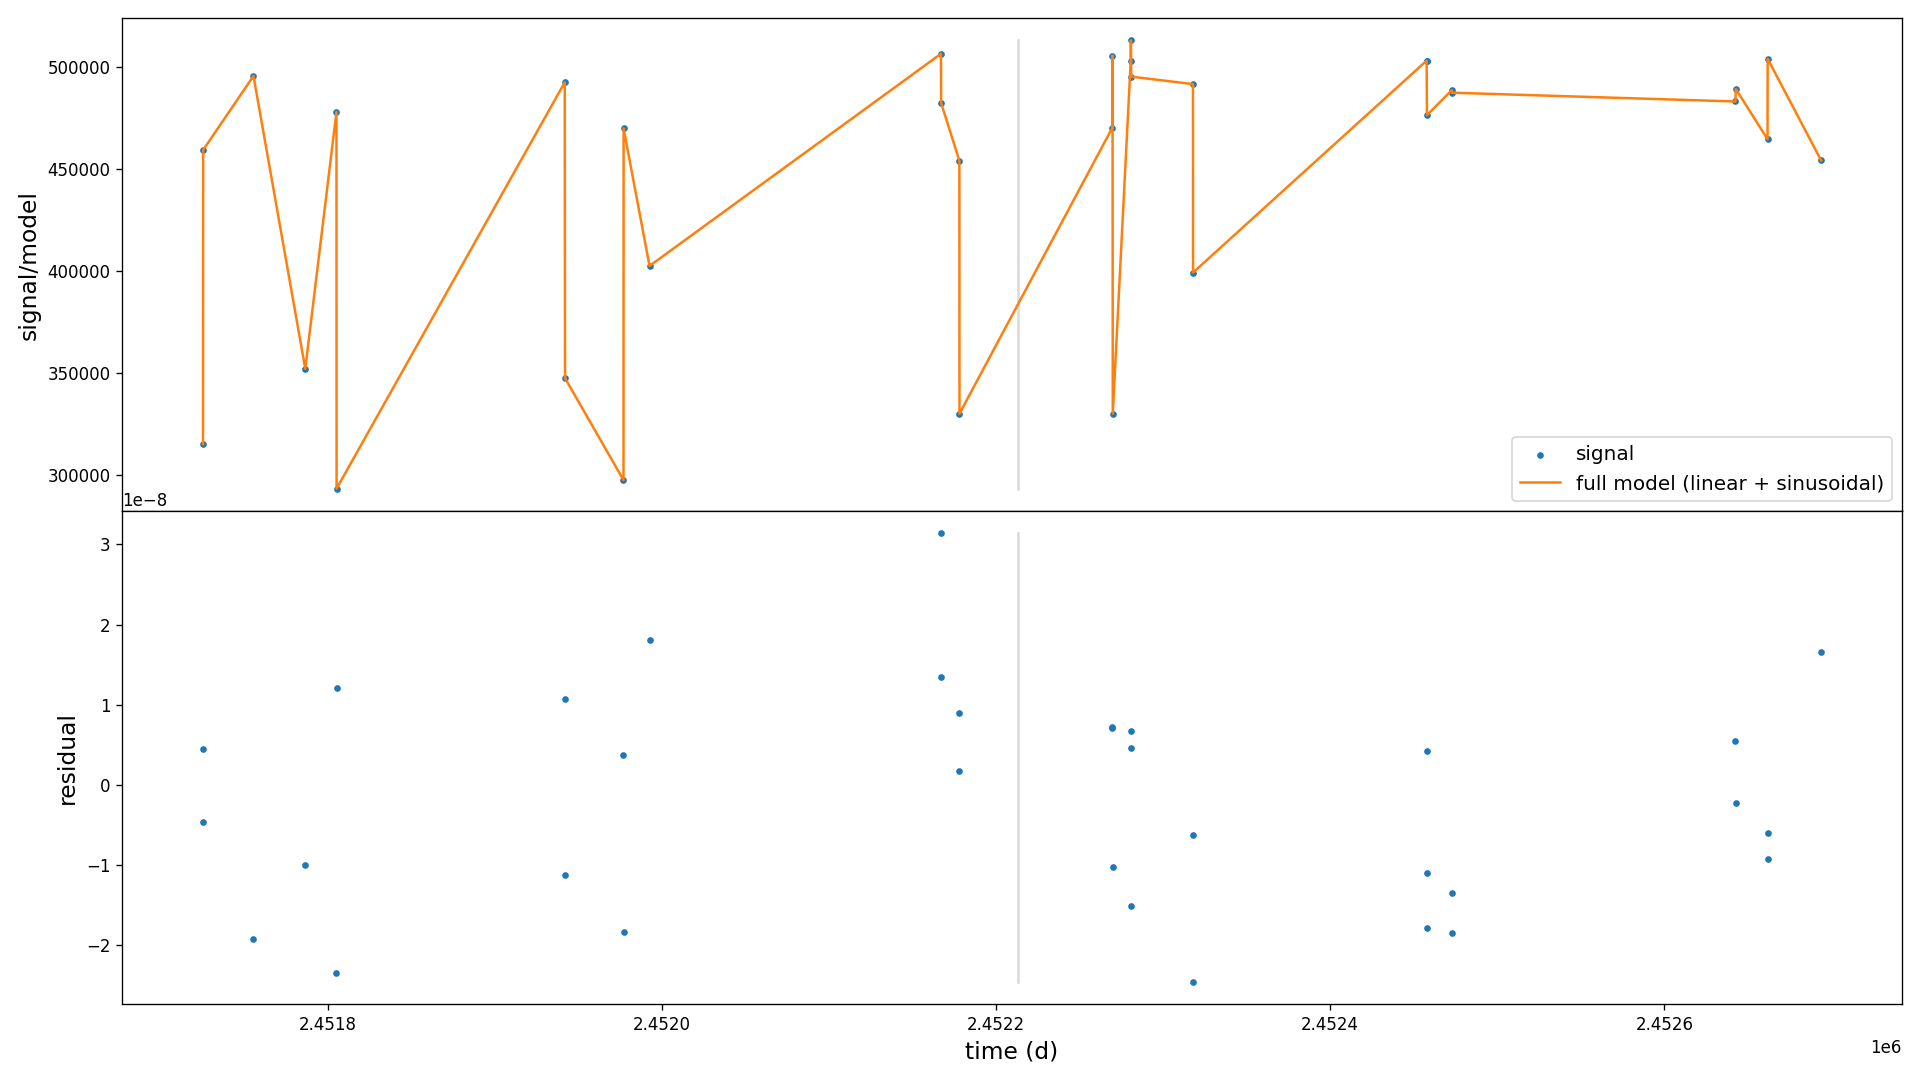 500000
450000
400000
350000
300000
signal/model
signal
full model (linear + sinusoidal)
1e−8
3
2
1
0
−1
−2
residual
2.4518
2.4520
2.4522
2.4524
2.4526
time (d)
1e6